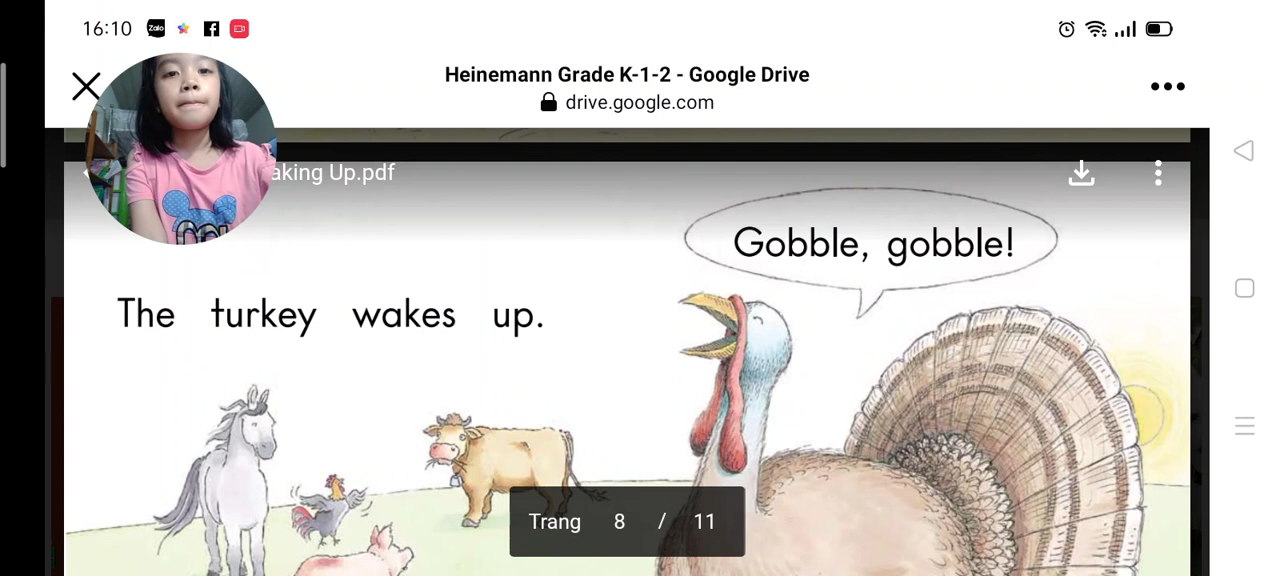 16:10
Zalo
Heinemann Grade K-1-2 - Google Drive
drive.google.com
aking Up.pdf
Gobble, gobble!
The turkey wakes up.
Trang 8 / 11